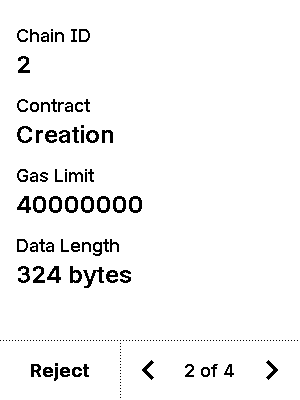 Chain ID
2
Contract
Creation
Gas Limit
40000000
Data Length
324 bytes
Reject
2 of 4